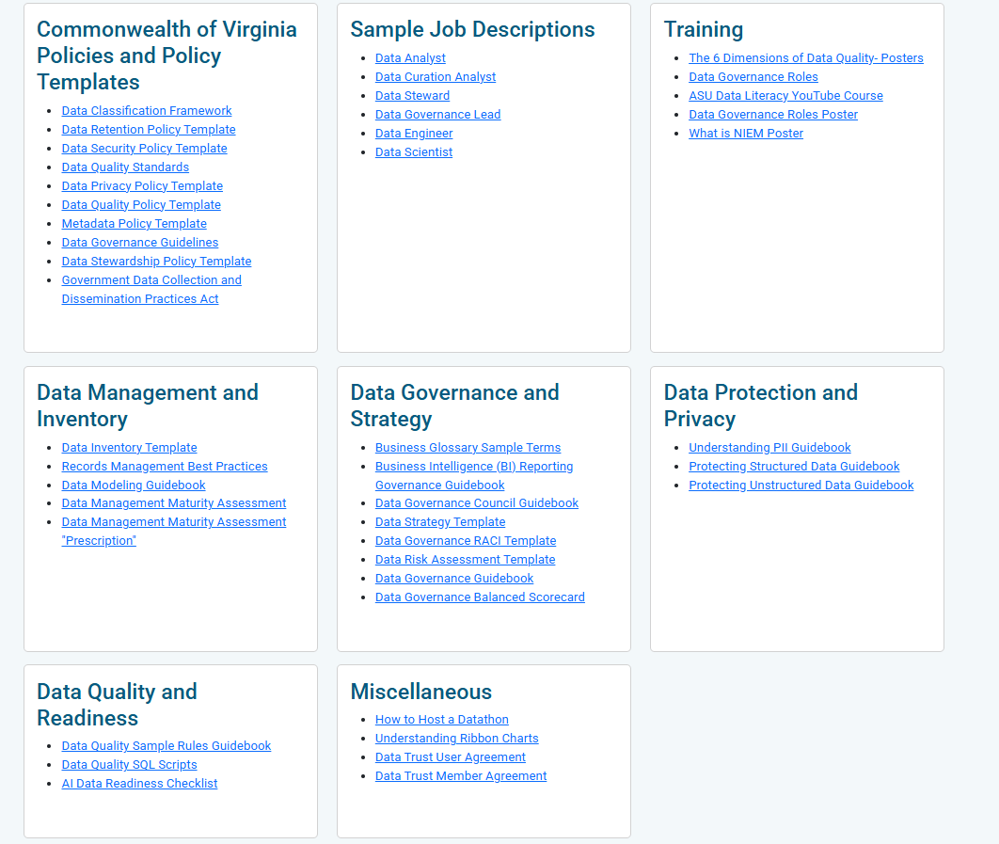 Commonwealth of Virginia
Policies and Policy
Templates
Data Classification Framework
Data Retention Policy Template
Data Security Policy Template
Data Quality Standards
Data Privacy Policy Template
Data Quality Policy Template
Metadata Policy Template
Data Governance Guidelines
Data Stewardship Policy Template
Government Data Collection and
Dissemination Practices Act
Sample Job Descriptions
Data Analyst
Data Curation Analyst
Data Steward
Data Governance Lead
Data Engineer
Data Scientist
Training
The 6 Dimensions of Data Quality- Posters
Data Governance Roles
ASU Data Literacy YouTube Course
Data Governance Roles Poster
What is NIEM Poster
Data Management and
Inventory
Data Inventory Template
Records Management Best Practices
Data Modeling Guidebook
Data Management Maturity Assessment
Data Management Maturity Assessment
"Prescription"
Data Governance and
Strategy
Business Glossary Sample Terms
Business Intelligence (BI) Reporting
Governance Guidebook
Data Governance Council Guidebook
Data Strategy Template
Data Governance RACI Template
Data Risk Assessment Template
Data Governance Guidebook
Data Governance Balanced Scorecard
Data Protection and
Privacy
Understanding PII Guidebook
Protecting Structured Data Guidebook
Protecting Unstructured Data Guidebook
Data Quality and
Readiness
Data Quality Sample Rules Guidebook
Data Quality SQL Scripts
AI Data Readiness Checklist
Miscellaneous
How to Host a Datathon
Understanding Ribbon Charts
Data Trust User Agreement
Data Trust Member Agreement